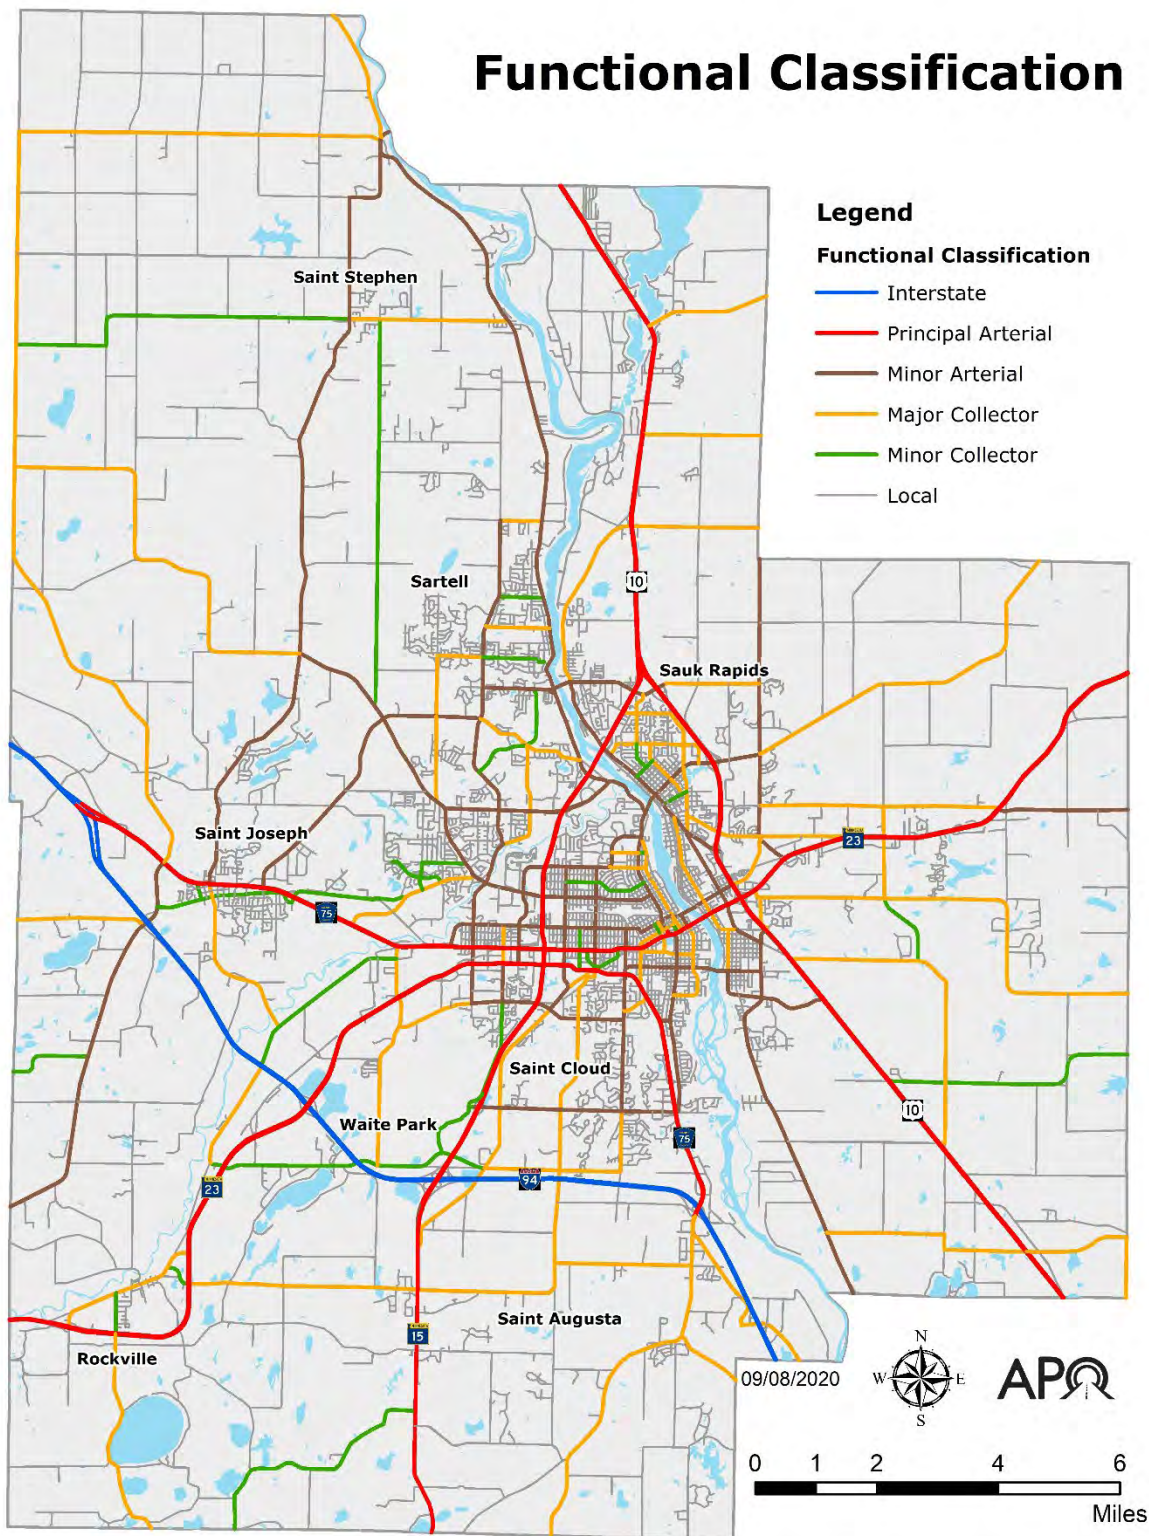 Functional Classification
Legend
Functional Classification
Interstate
Principal Arterial
Minor Arterial
Major Collector
Minor Collector
Local
Saint Stephen
Sartell
10
Sauk Rapids
Saint Joseph
23
75
Saint Cloud
Waite Park
10
75
94
23
Saint Augusta
15
Rockville
09/08/2020
N
W E
S
APO
0 1 2 4 6
Miles